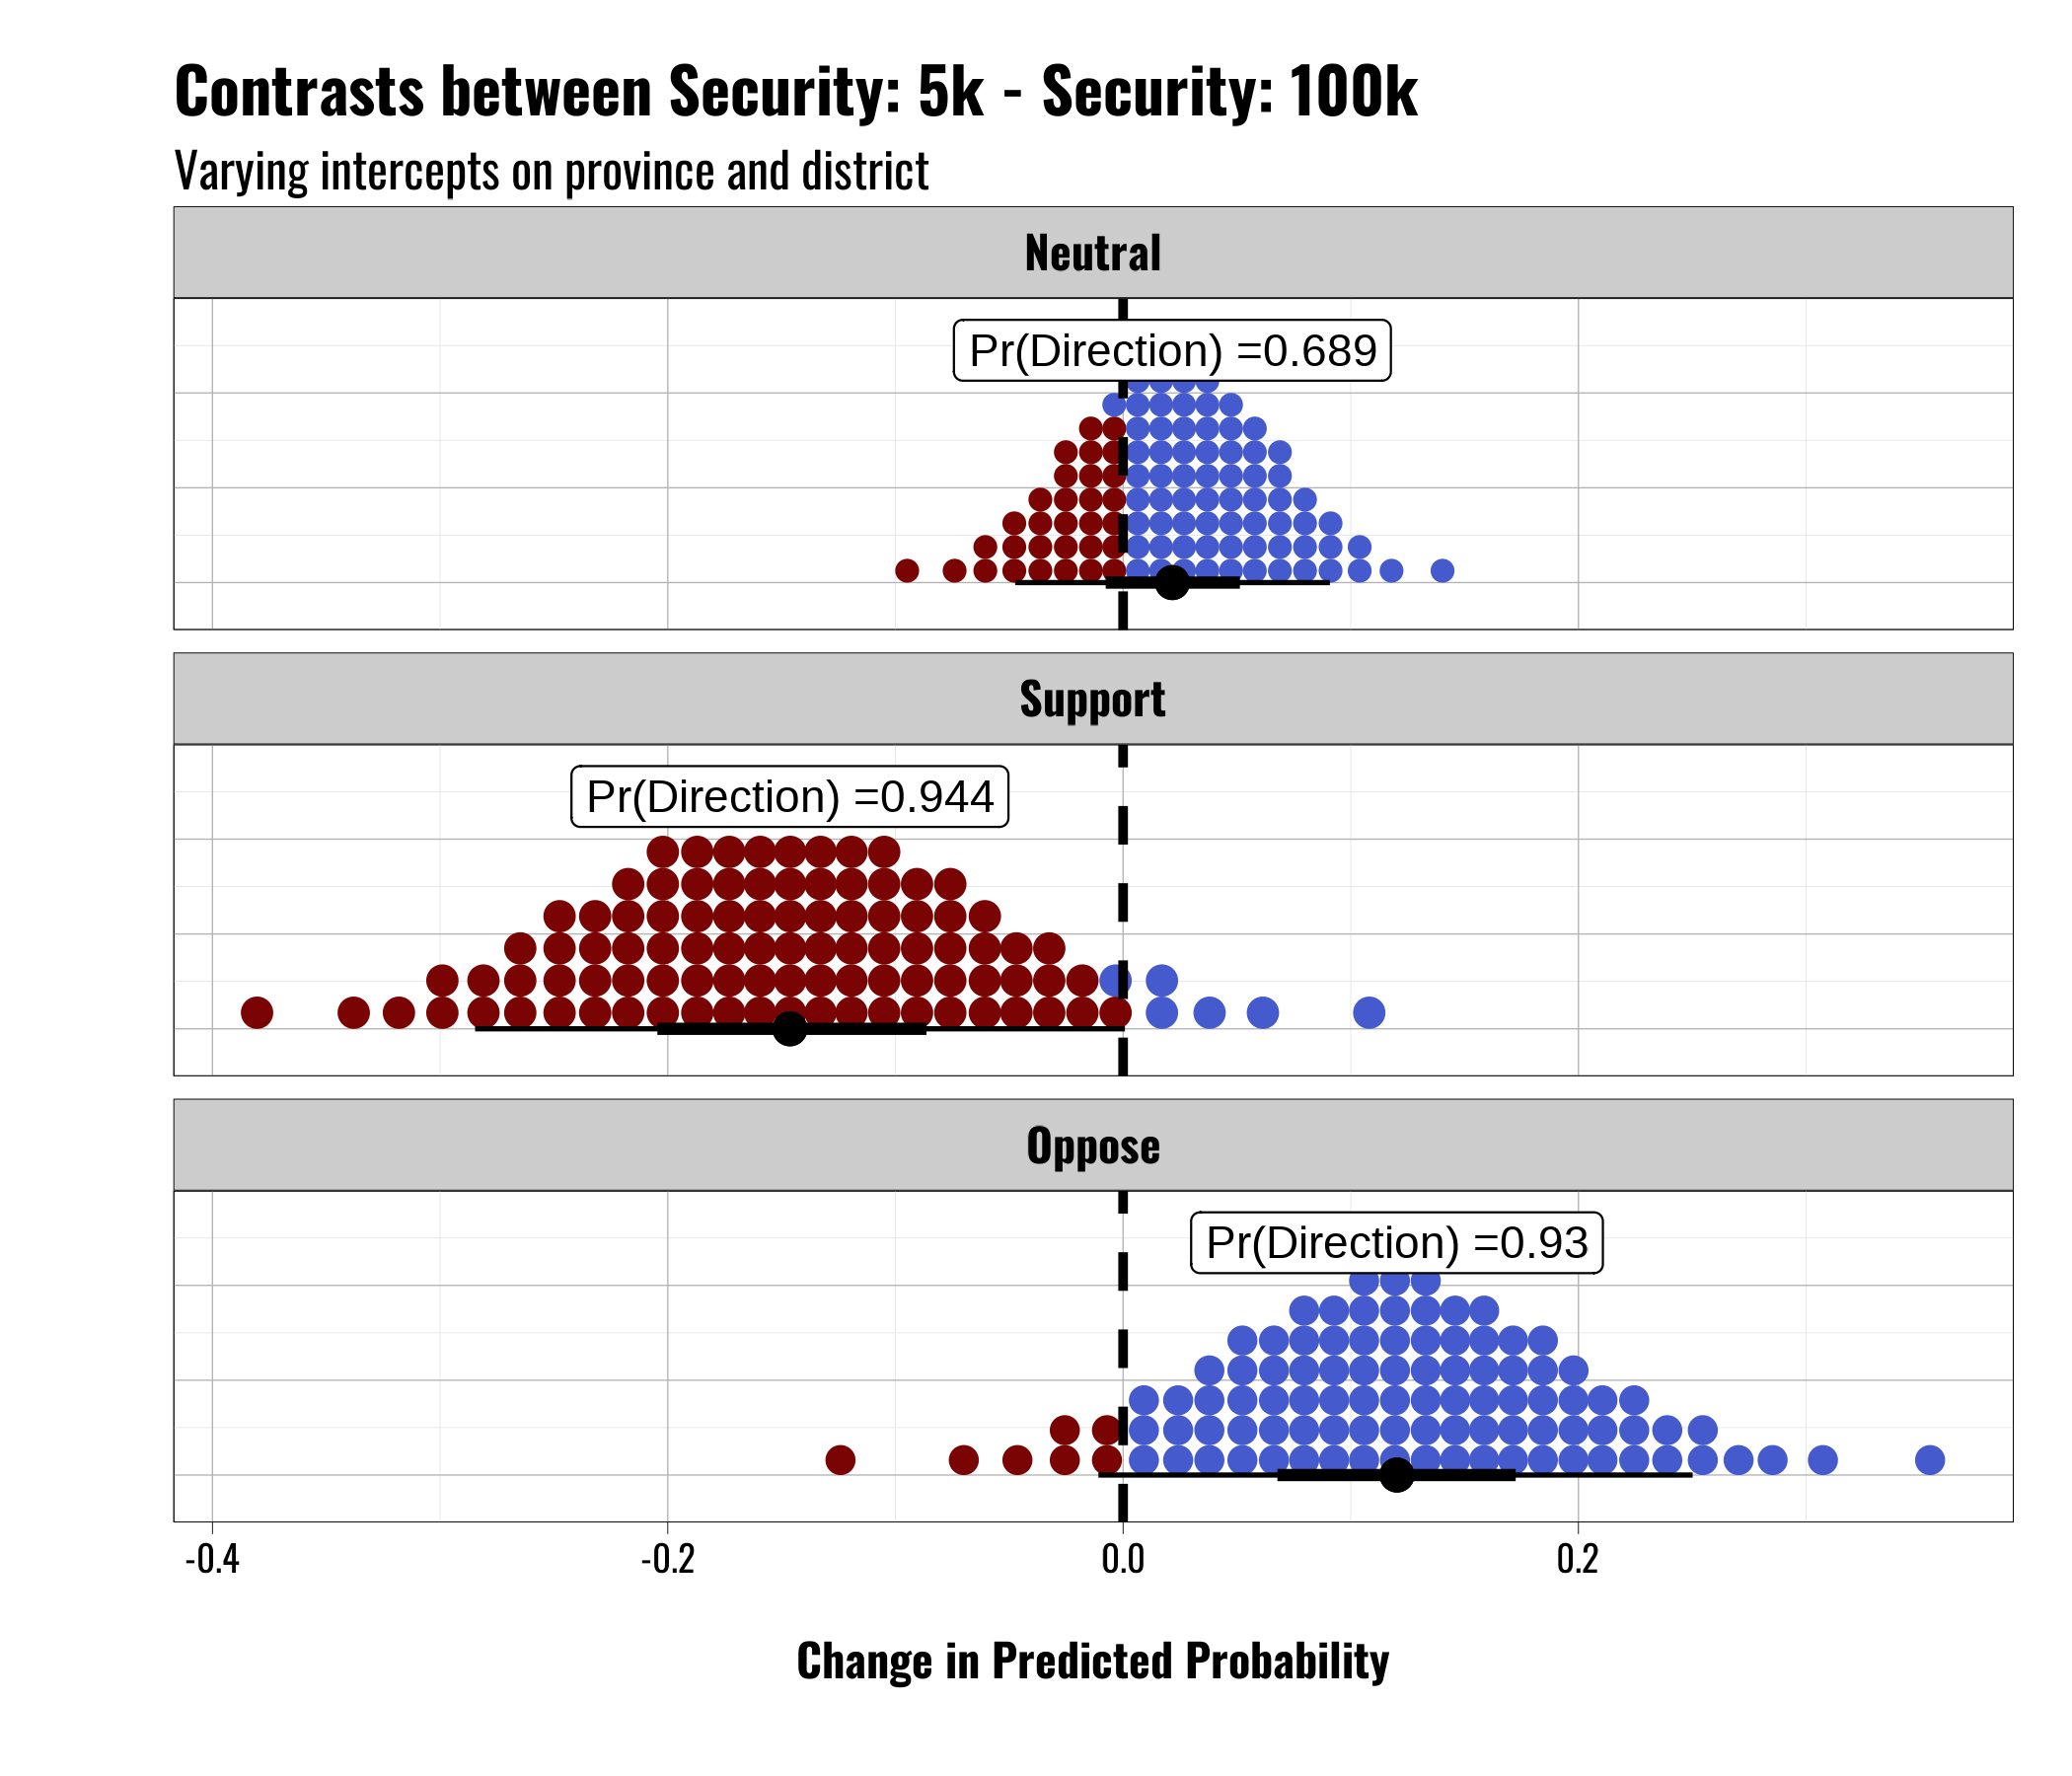 Contrasts between Security: 5k - Security: 100k
Varying intercepts on province and district
Neutral
Pr(Direction) =0.689
Support
Pr(Direction) =0.944
Oppose
Pr(Direction) =0.93
-0.4 -0.2 0.0 0.2
Change in Predicted Probability